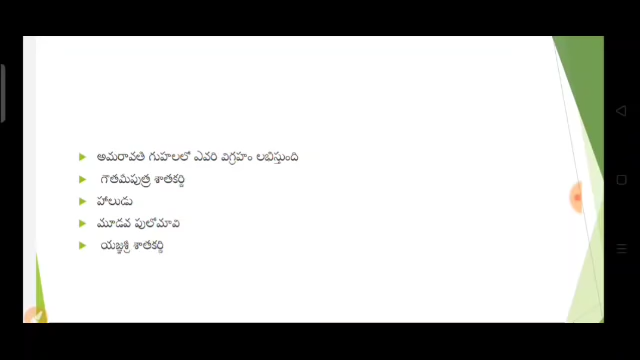 అమరావతి గుహలలో ఎవరి విగ్రహం లభిస్తుంది
గౌతమిపుత్ర శాతకర్ణి
హాలుడు
మూడవ పులోమావి
యజ్ఞశ్రీ శాతకర్ణి